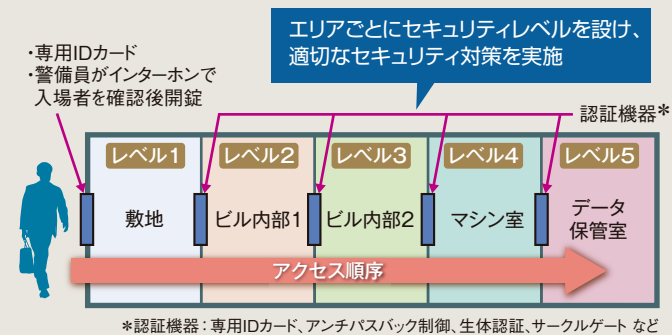 エリアごとにセキュリティレベルを設け、
適切なセキュリティ対策を実施
・専用IDカード
・警備員がインターホンで
入場者を確認後開錠
認証機器*
レベル1
レベル2
レベル3
レベル4
レベル5
敷地
ビル内部1
ビル内部2
マシン室
データ
保管室
アクセス順序
*認証機器：専用IDカード、アンチパスバック制御、生体認証、サークルゲート など